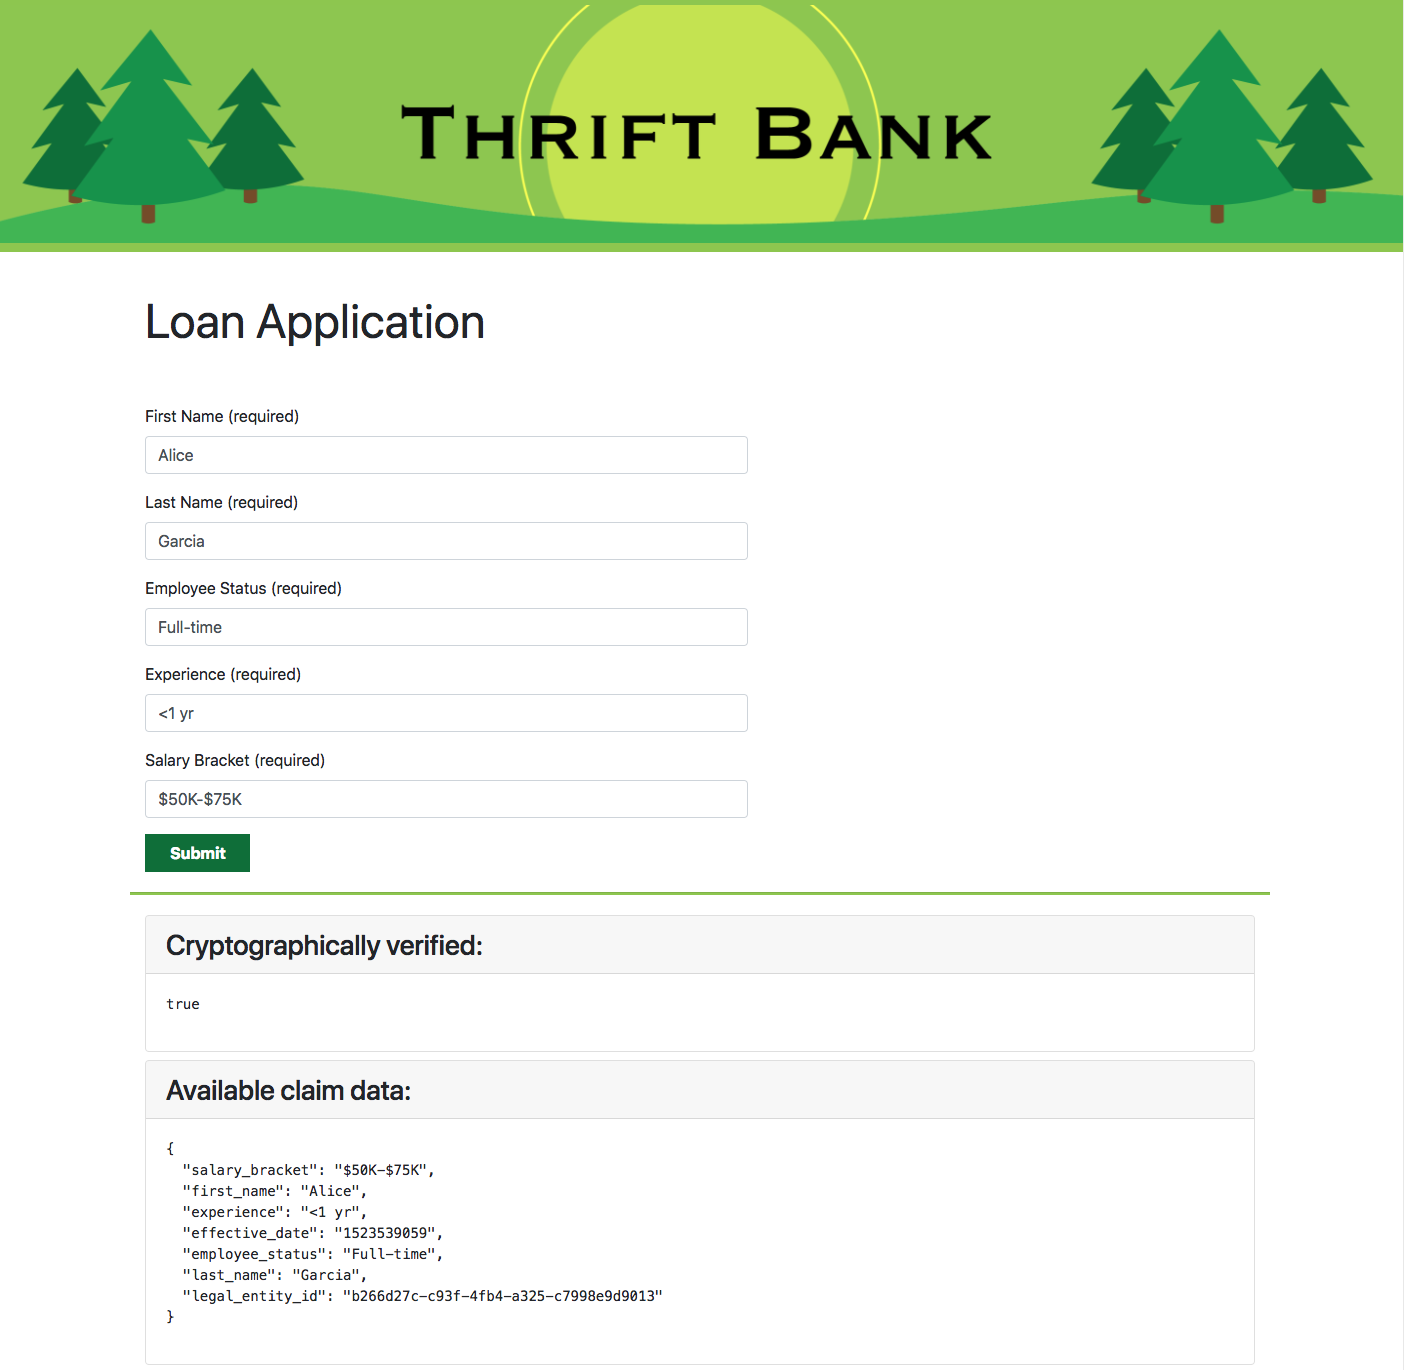 THRIFT BANK
Loan Application
First Name (required)
Alice
Last Name (required)
Garcia
Employee Status (required)
Full-time
Experience (required)
<1 yr
Salary Bracket (required)
$50K-$75K
Submit
Cryptographically verified:
true
Available claim data:
{
  "salary_bracket": "$50K-$75K",
  "first_name": "Alice",
  "experience": "<1 yr",
  "effective_date": "1523539059",
  "employee_status": "Full-time",
  "last_name": "Garcia",
  "legal_entity_id": "b266d27c-c93f-4fb4-a325-c7998e9d9013"
}